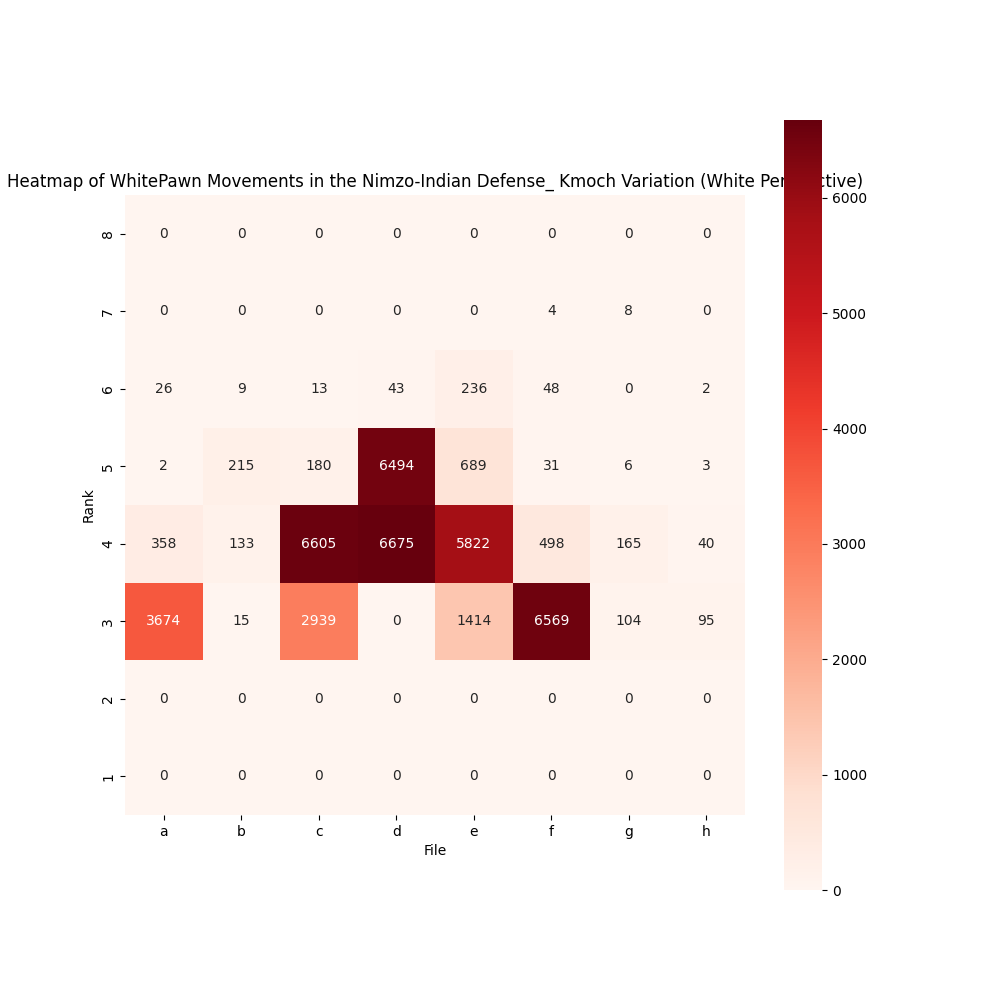 Heatmap of WhitePawn Movements in the Nimzo-Indian Defense_ Kmoch Variation (White Per ctive)
8 0 0 0 0 0 0 0 0
7 0 0 0 0 0 4 8 0
6 26 9 13 43 236 48 0 2
5 2 215 180 6494 689 31 6 3
4 358 133 6605 6675 5822 498 165 40
3 3674 15 2939 0 1414 6569 104 95
2 0 0 0 0 0 0 0 0
1 0 0 0 0 0 0 0 0
a b c d e f g h
File
Rank
6000
5000
4000
3000
2000
1000
0